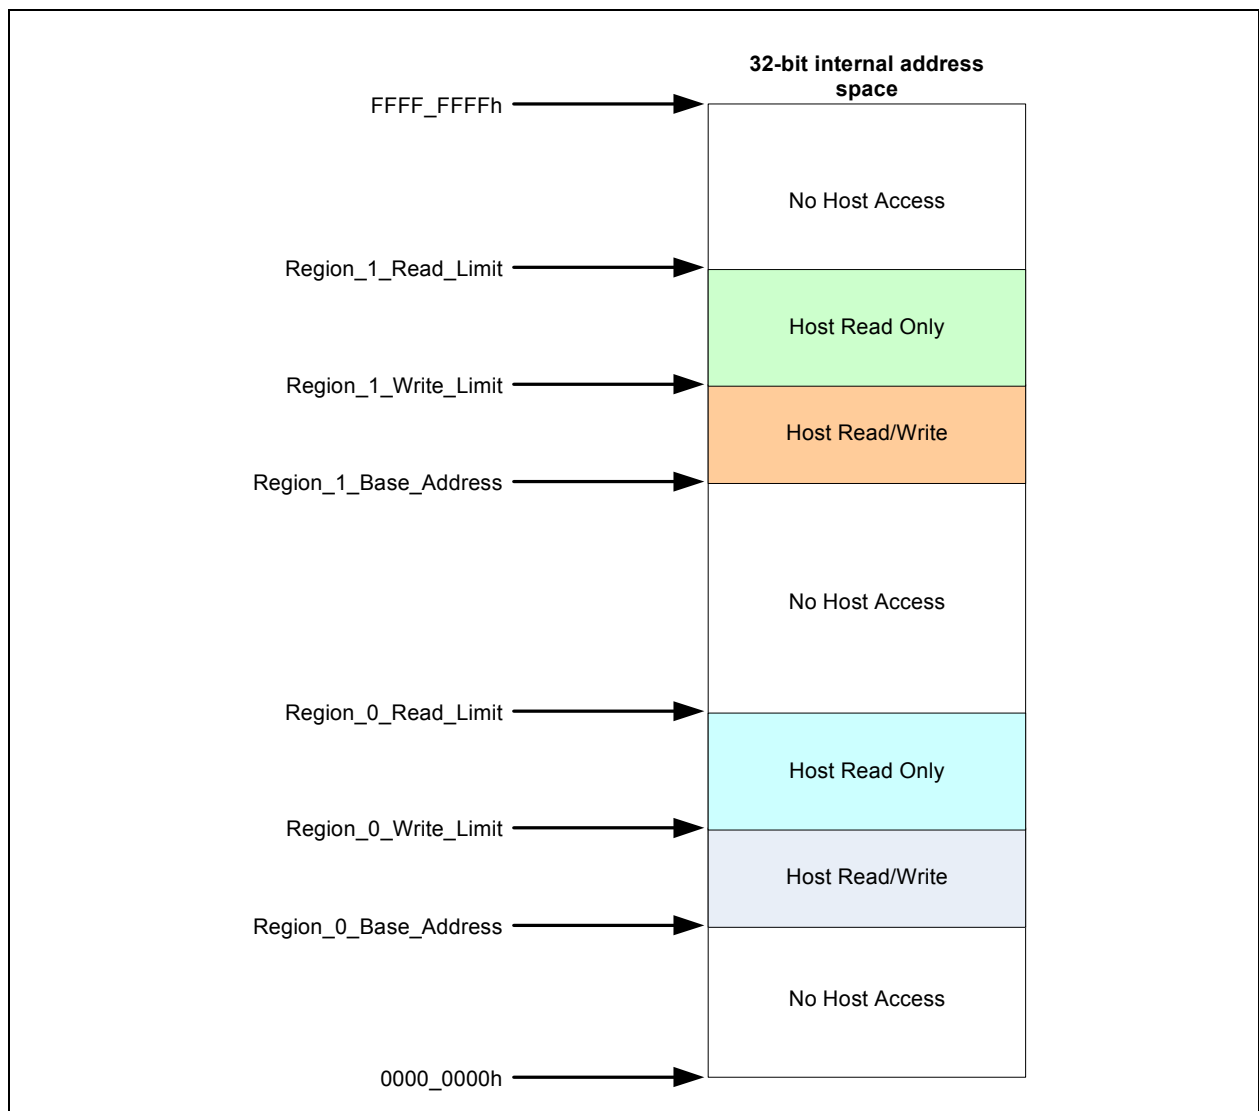 32-bit internal address
space
FFFF_FFFFh
No Host Access
Region_1_Read_Limit
Host Read Only
Region_1_Write_Limit
Host Read/Write
Region_1_Base_Address
No Host Access
Region_0_Read_Limit
Host Read Only
Region_0_Write_Limit
Host Read/Write
Region_0_Base_Address
No Host Access
0000_0000h